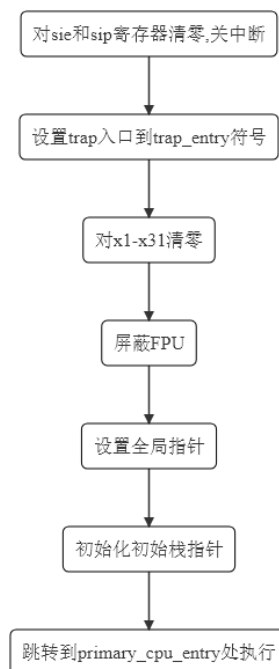 对sie和sip寄存器清零,关中断
设置trap入口到trap_entry符号
对x1-x31清零
屏蔽FPU
设置全局指针
初始化初始栈指针
跳转到primary_cpu_entry处执行